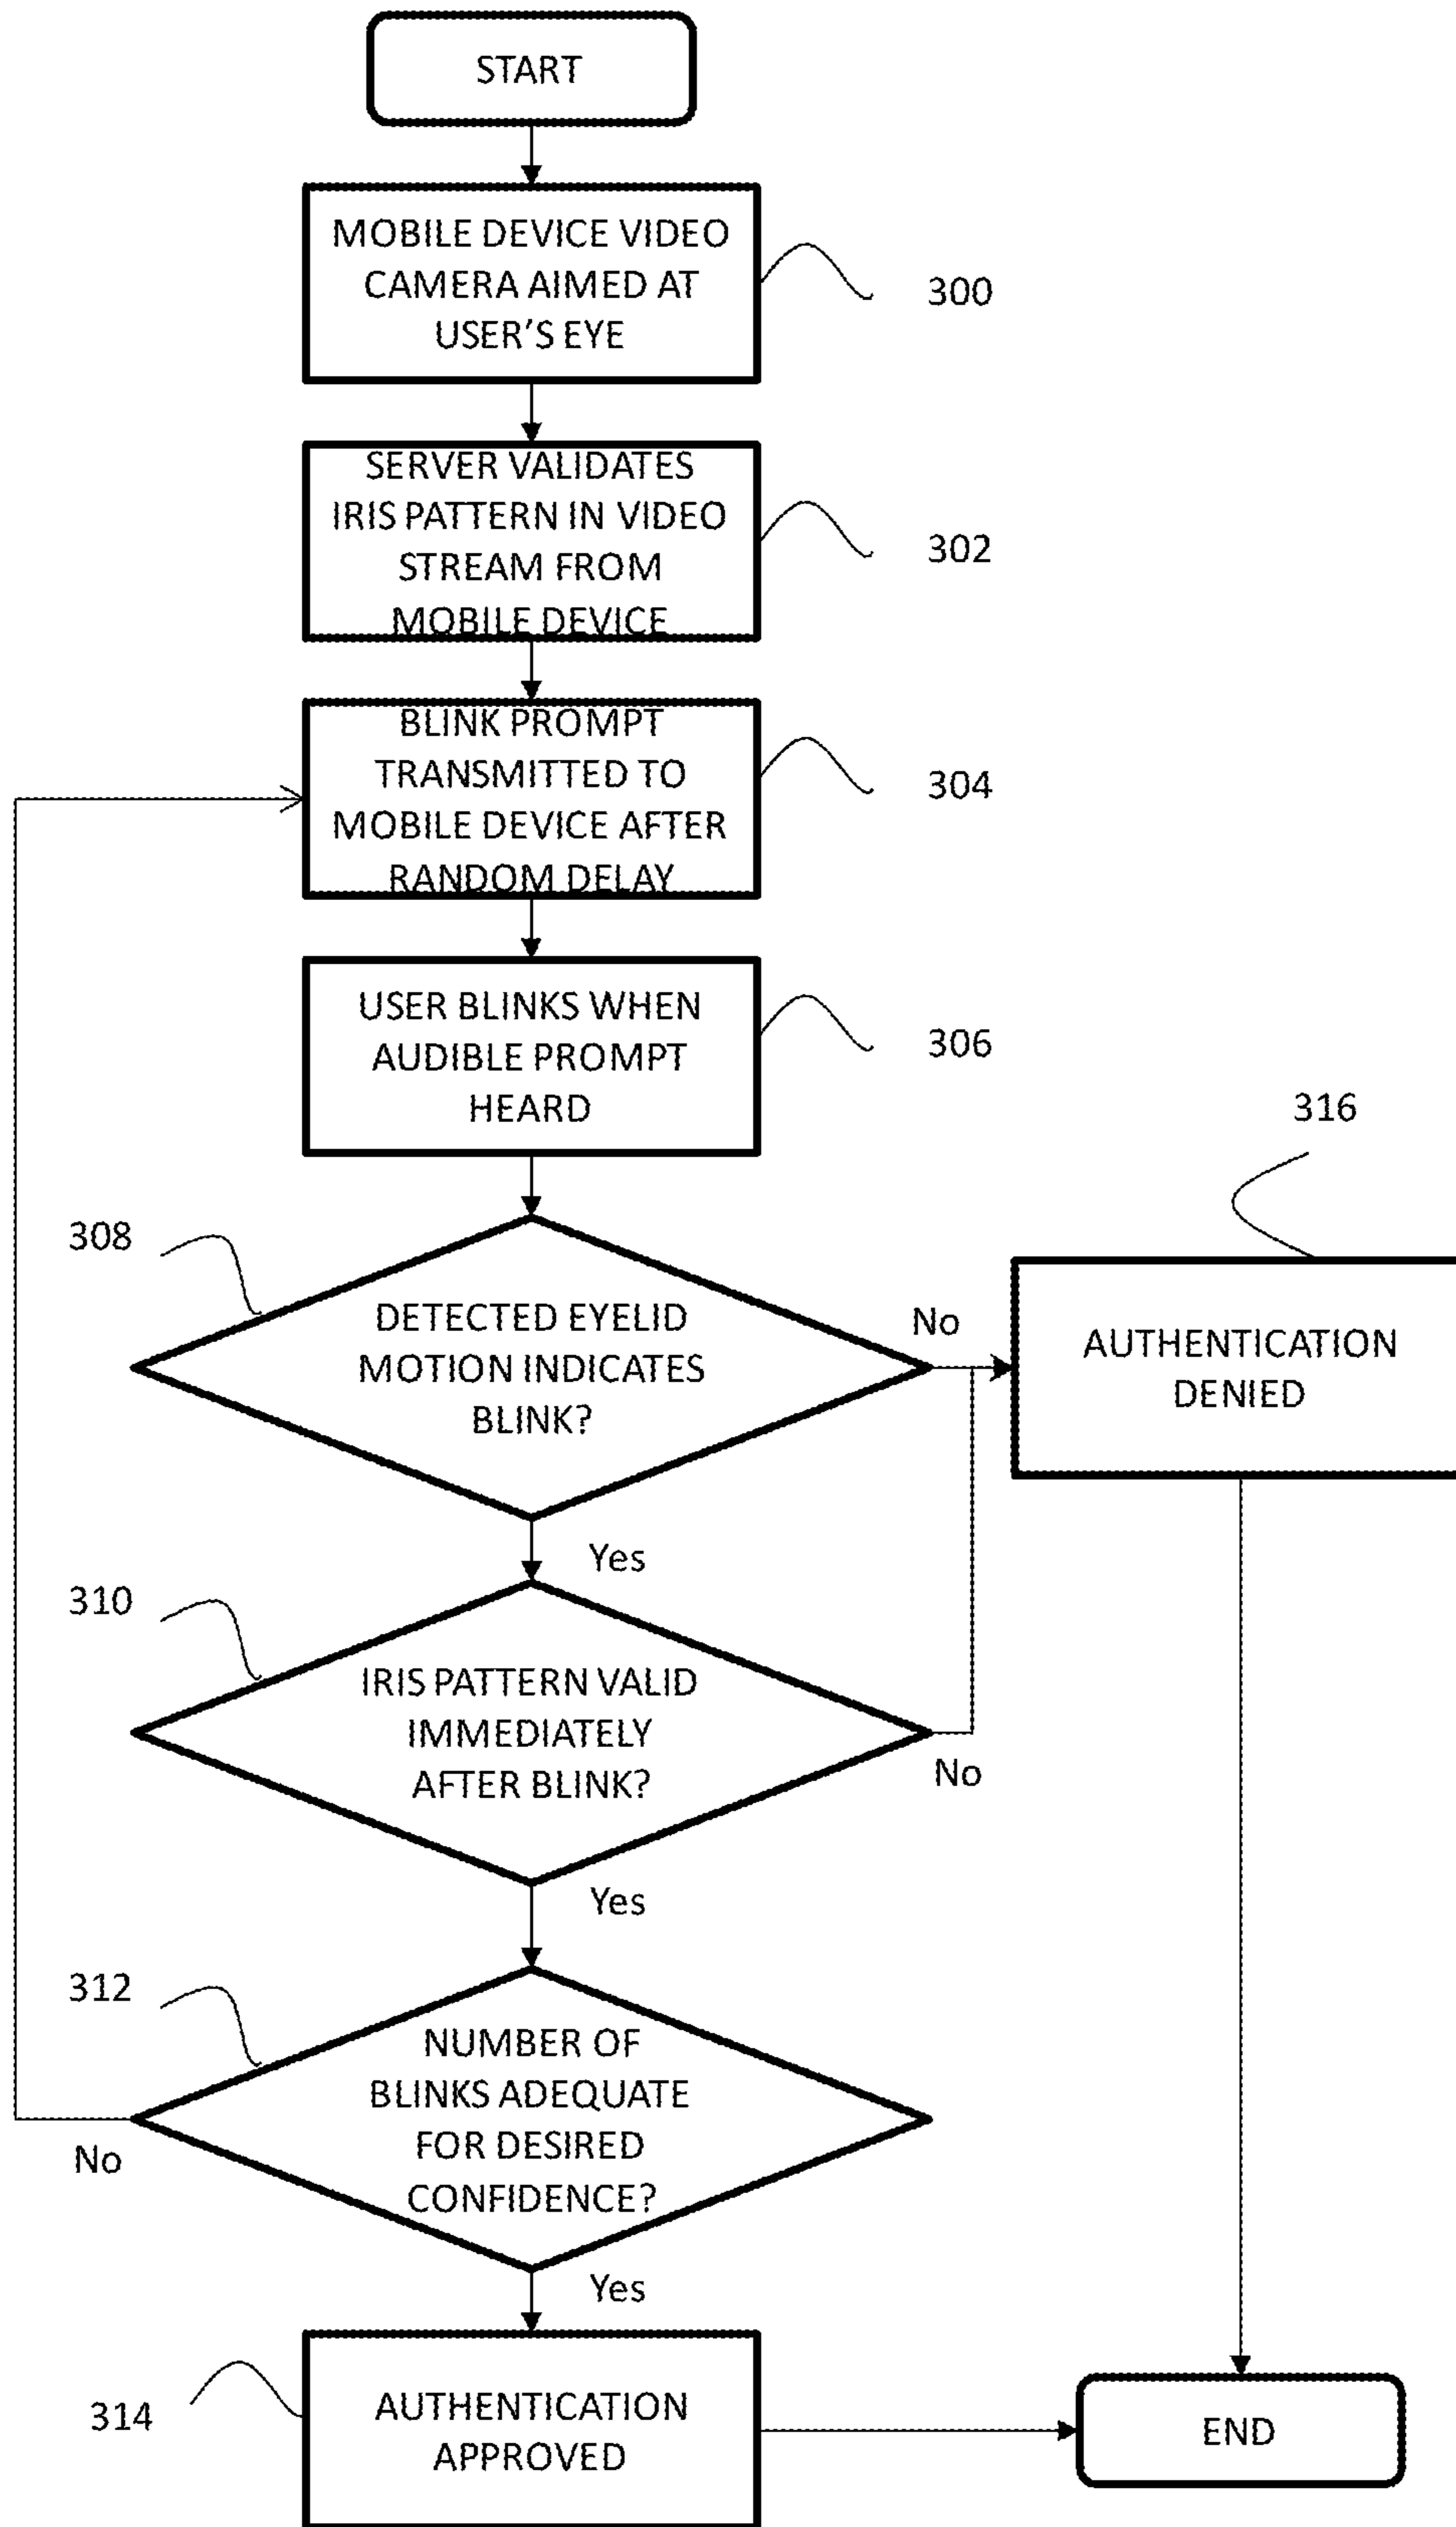 START
MOBILE DEVICE VIDEO
CAMERA AIMED AT
USER'S EYE
300
SERVER VALIDATES
IRIS PATTERN IN VIDEO
STREAM FROM
MOBILE DEVICE
302
BLINK PROMPT
TRANSMITTED TO
MOBILE DEVICE AFTER
RANDOM DELAY
304
USER BLINKS WHEN
AUDIBLE PROMPT
HEARD
306
316
308
DETECTED EYELID
MOTION INDICATES
BLINK?
No
AUTHENTICATION
DENIED
Yes
310
IRIS PATTERN VALID
IMMEDIATELY
AFTER BLINK?
No
Yes
312
NUMBER OF
BLINKS ADEQUATE
FOR DESIRED
CONFIDENCE?
No
Yes
314
AUTHENTICATION
APPROVED
END